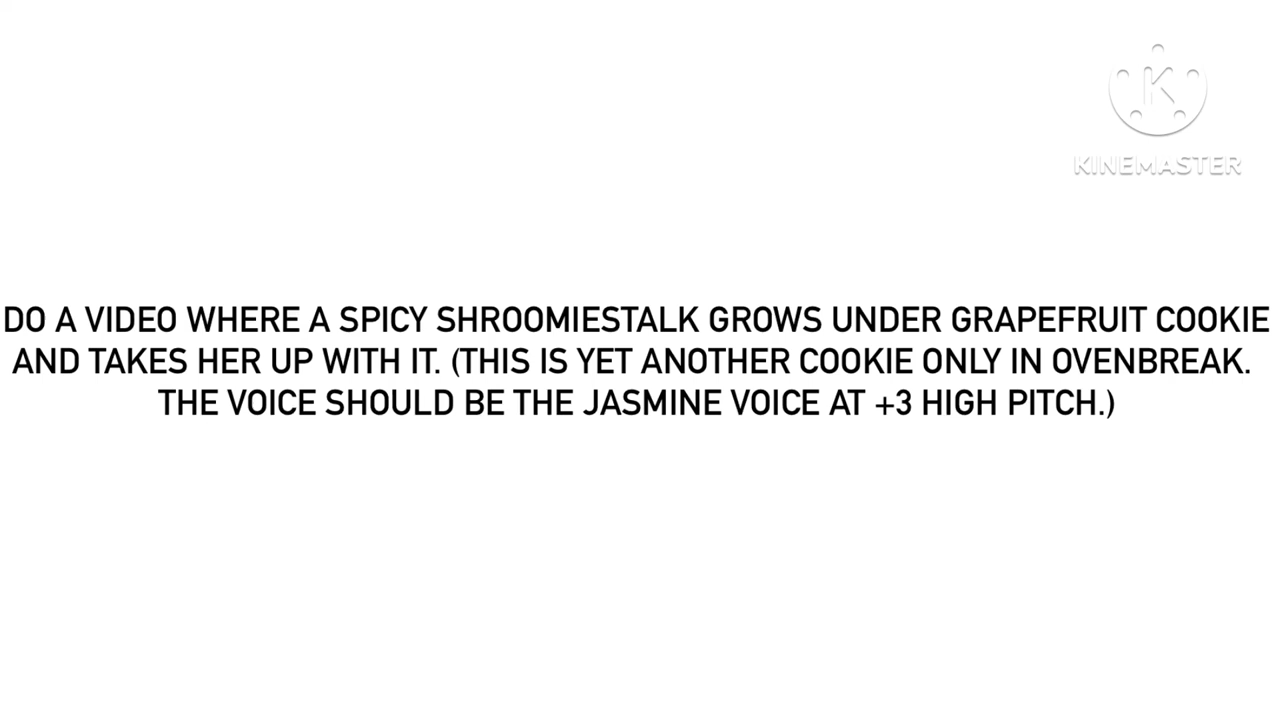 KINEMASTER
DO A VIDEO WHERE A SPICY SHROOMIESTALK GROWS UNDER GRAPEFRUIT COOKIE
AND TAKES HER UP WITH IT. (THIS IS YET ANOTHER COOKIE ONLY IN OVENBREAK.
THE VOICE SHOULD BE THE JASMINE VOICE AT +3 HIGH PITCH.)